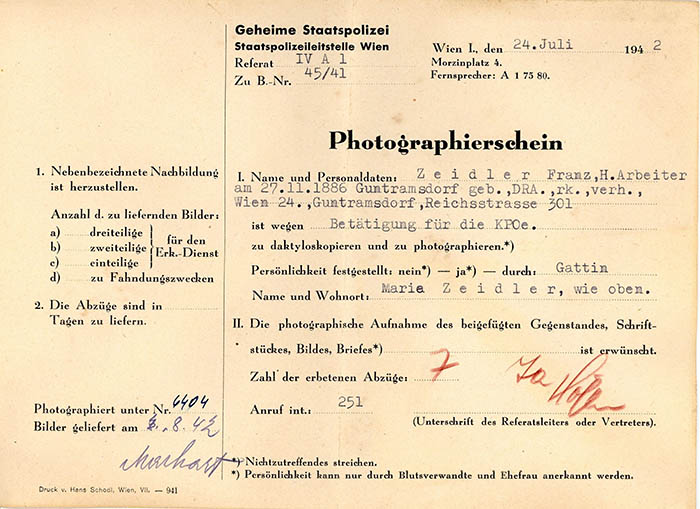 Geheime Staatspolizei
Staatspolizeileitstelle Wien
Referat IV A 1
Zu B.-Nr. 45/41
Wien I., den 24. Juli 1942
Morzinplatz 4.
Fernsprecher: A 1 75 80.
Photographierschein
1. Nebenbezeichnete Nachbildung
ist herzustellen.
Anzahl d. zu liefernden Bilder:
a) dreiteilige
b) zweiteilige
c) einteilige
für den
Erk.-Dienst
d) zu Fahndungszwecken
2. Die Abzüge sind in
Tagen zu liefern.
Photographiert unter Nr. 6404
Bilder geliefert am 8. 42
I. Name und Personaldaten: Z e i d l e r Franz, H.Arbeiter
am 27.11.1886 Guntramsdorf geb., DRA., rk., verh.,
Wien 24., Guntramsdorf, Reichsstrasse 301
ist wegen Betätigung für die KPOe.
zu daktyloskopieren und zu photographieren.*)
Persönlichkeit festgestellt: nein*) — ja*) — durch: Gattin
Name und Wohnort: Maria Z e i d l e r, wie oben.
II. Die photographische Aufnahme des beigefügten Gegenstandes, Schrift-
stückes, Bildes, Briefes*) ist erwünscht.
Zahl der erbetenen Abzüge: 7
Anruf int.: 251
(Unterschrift des Referatsleiters oder Vertreters).
*) Nichtzutreffendes streichen.
*) Persönlichkeit kann nur durch Blutsverwandte und Ehefrau anerkannt werden.
Druck v. Hans School, Wien, VII. — 941